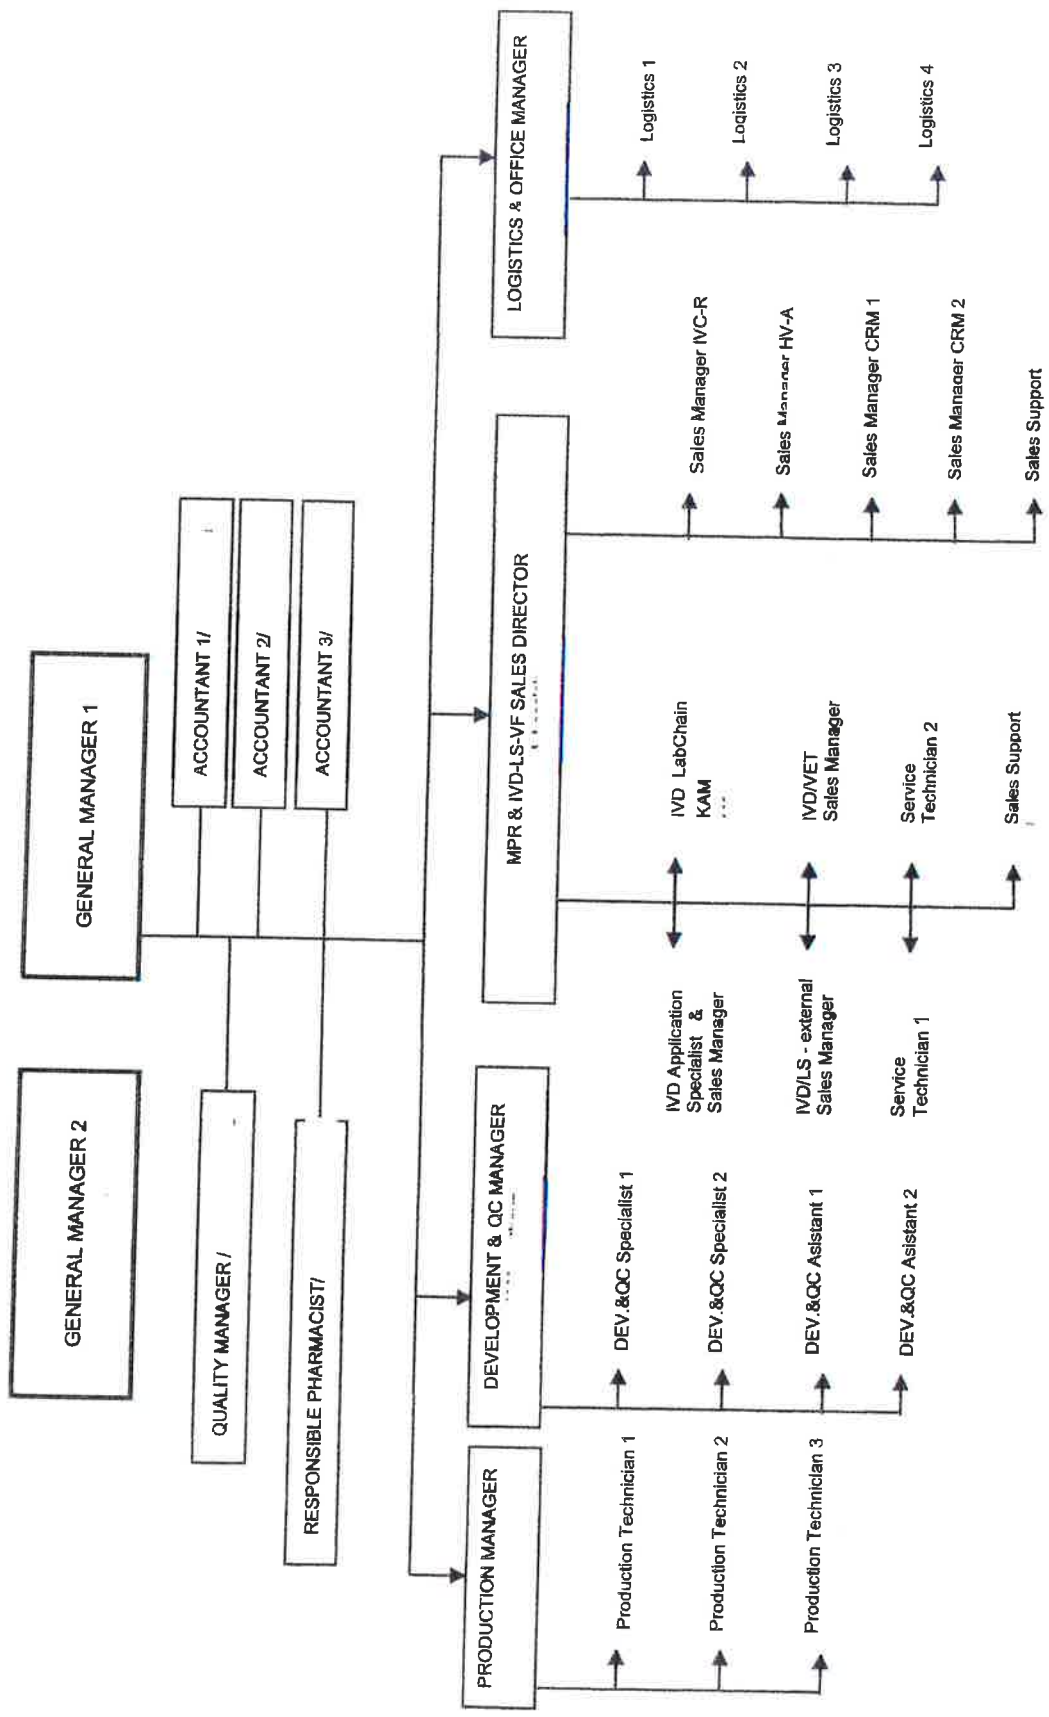 GENERAL MANAGER 2
GENERAL MANAGER 1
QUALITY MANAGER /
RESPONSIBLE PHARMACIST/
ACCOUNTANT 1/
ACCOUNTANT 2/
ACCOUNTANT 3/
PRODUCTION MANAGER
Production Technician 1
Production Technician 2
Production Technician 3
DEVELOPMENT & QC MANAGER
DEV.&QC Specialist 1
DEV.&QC Specialist 2
DEV.&QC Asistant 1
DEV.&QC Asistant 2
MPR & IVD-LS-VF SALES DIRECTOR
IVD Application
Specialist &
Sales Manager
IVD/LS - external
Sales Manager
Service
Technician 1
IVD LabChain
KAM
IVD/VET
Sales Manager
Service
Technician 2
Sales Support
Sales Manager IVC-R
Sales Manager HV-A
Sales Manager CRM 1
Sales Manager CRM 2
Sales Support
LOGISTICS & OFFICE MANAGER
Logistics 1
Logistics 2
Logistics 3
Logistics 4